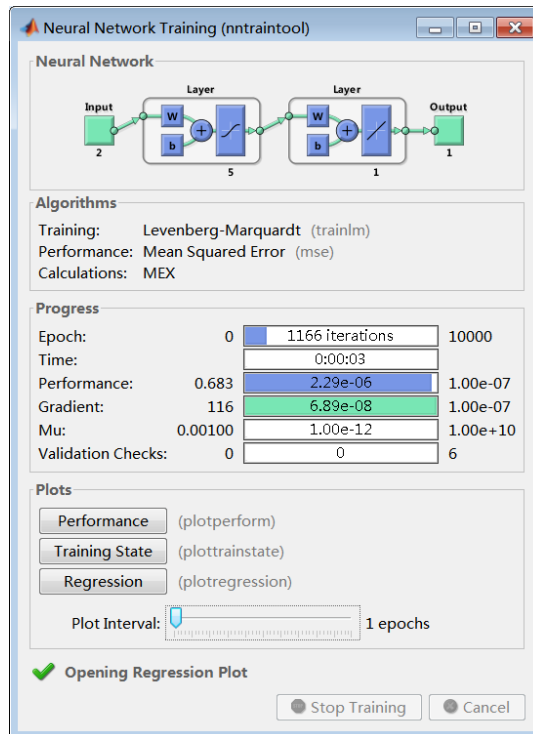 Neural Network Training (nntraintool)
Neural Network
Layer Layer
Input Output
W W
b b
2 5 1 1
Algorithms
Training: Levenberg-Marquardt (trainlm)
Performance: Mean Squared Error (mse)
Calculations: MEX
Progress
Epoch: 0 1166 iterations 10000
Time: 0:00:03
Performance: 0.683 2.29e-06 1.00e-07
Gradient: 116 6.89e-08 1.00e-07
Mu: 0.00100 1.00e-12 1.00e+10
Validation Checks: 0 0 6
Plots
Performance (plotperform)
Training State (plottrainstate)
Regression (plotregression)
Plot Interval: 1 epochs
Opening Regression Plot
Stop Training Cancel